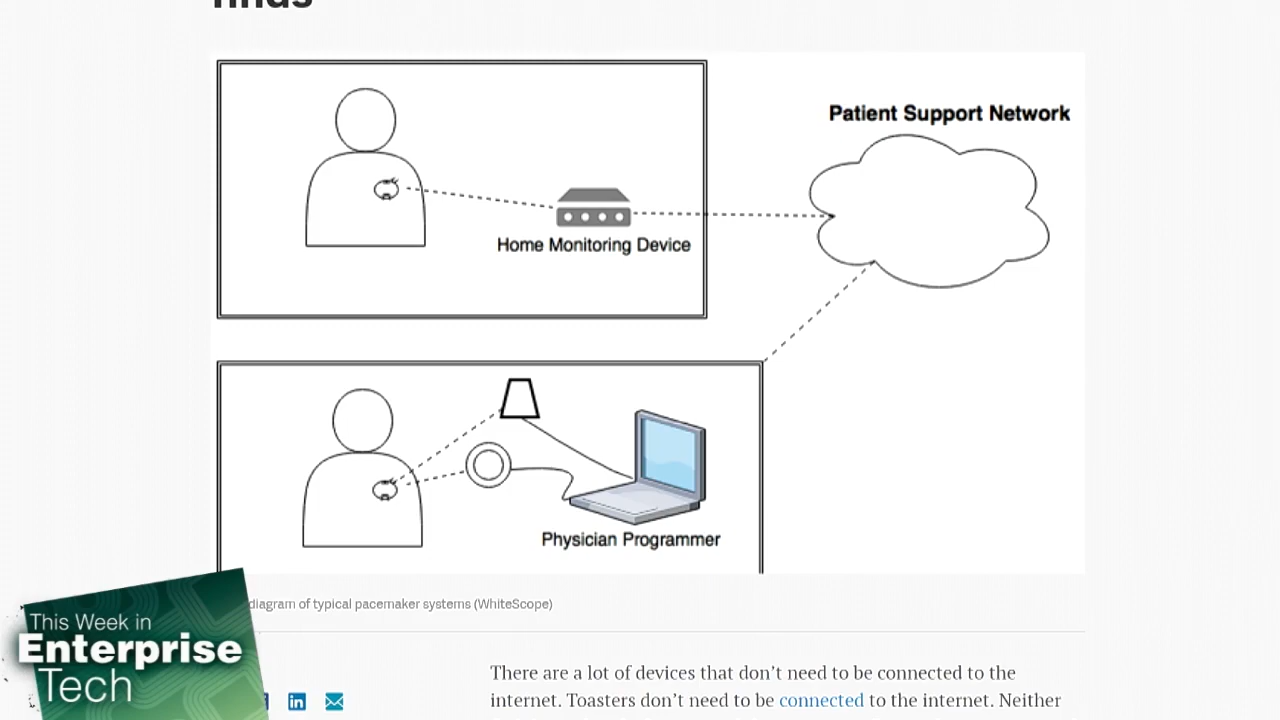 finds
Patient Support Network
Home Monitoring Device
Physician Programmer
diagram of typical pacemaker systems (WhiteScope)
This Week in
Enterprise
Tech
in
There are a lot of devices that don’t need to be connected to the
internet. Toasters don’t need to be connected to the internet. Neither